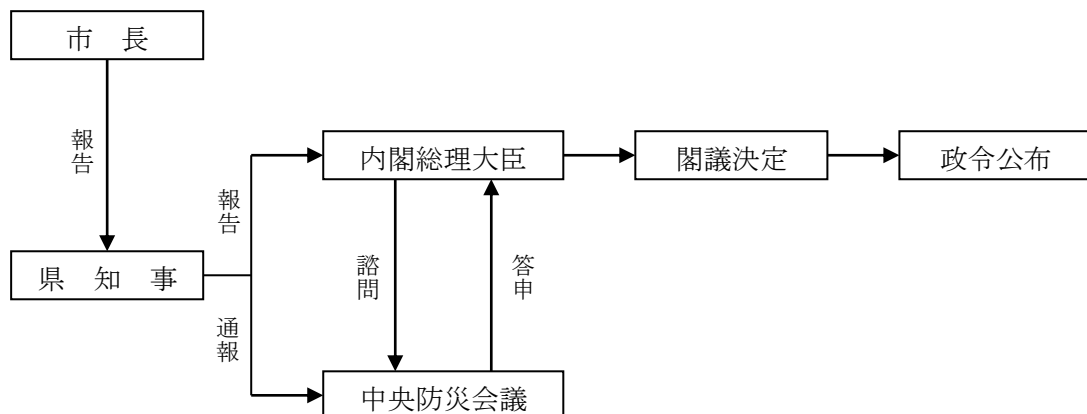 市　長
報告
内閣総理大臣
閣議決定
政令公布
報告
県　知　事
諮問
答申
通報
中央防災会議